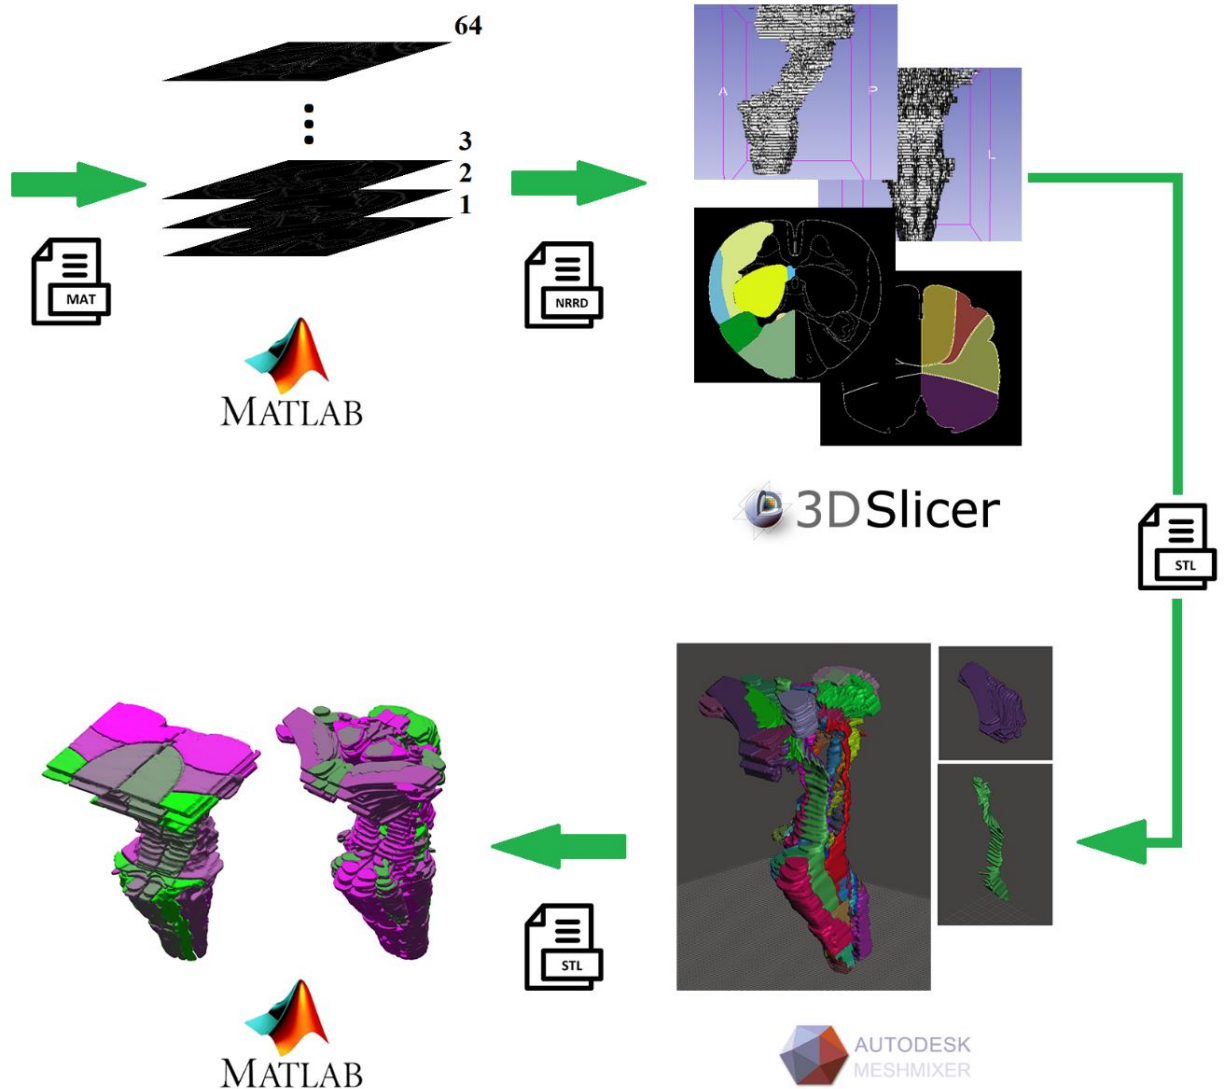 64
3
2
1
MAT
MATLAB
NRRD
A
P
L
3DSlicer
STL
AUTODESK
MESHMIXER
STL
MATLAB